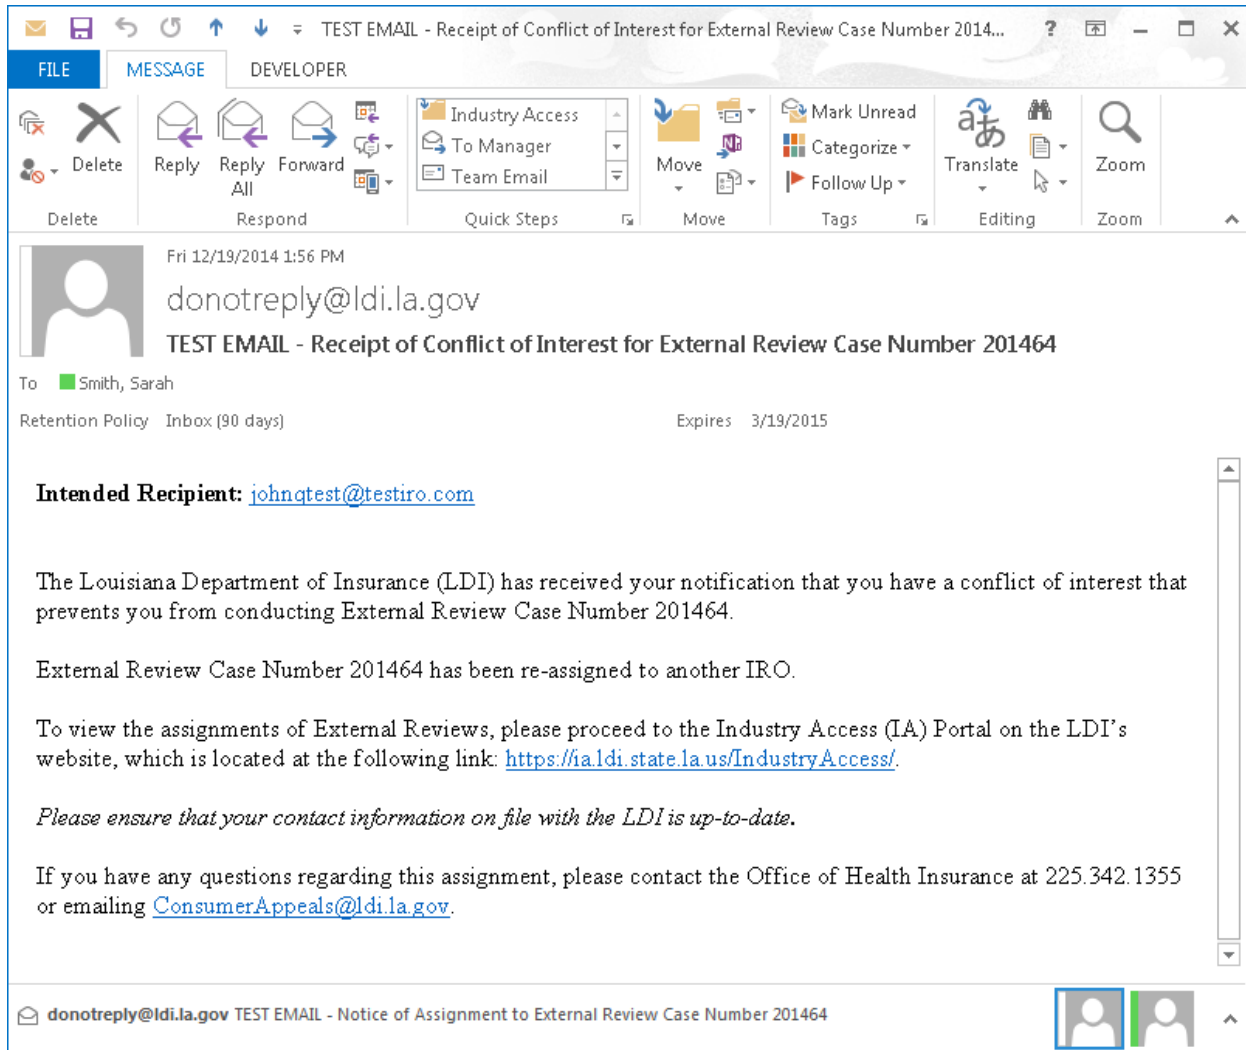 TEST EMAIL - Receipt of Conflict of Interest for External Review Case Number 2014...
?
FILE MESSAGE DEVELOPER
Delete
Reply
Reply All
Forward
Industry Access
To Manager
Team Email
Move
Mark Unread
Categorize
Follow Up
Translate
Zoom
Delete Respond Quick Steps Move Tags Editing Zoom
Fri 12/19/2014 1:56 PM
donotreply@ldi.la.gov
TEST EMAIL - Receipt of Conflict of Interest for External Review Case Number 201464
To Smith, Sarah
Retention Policy Inbox (90 days) Expires 3/19/2015
Intended Recipient: johnqtest@testiro.com
The Louisiana Department of Insurance (LDI) has received your notification that you have a conflict of interest that
prevents you from conducting External Review Case Number 201464.
External Review Case Number 201464 has been re-assigned to another IRO.
To view the assignments of External Reviews, please proceed to the Industry Access (IA) Portal on the LDI’s
website, which is located at the following link: https://ia.ldi.state.la.us/IndustryAccess/.
Please ensure that your contact information on file with the LDI is up-to-date.
If you have any questions regarding this assignment, please contact the Office of Health Insurance at 225.342.1355
or emailing ConsumerAppeals@ldi.la.gov.
donotreply@ldi.la.gov TEST EMAIL - Notice of Assignment to External Review Case Number 201464